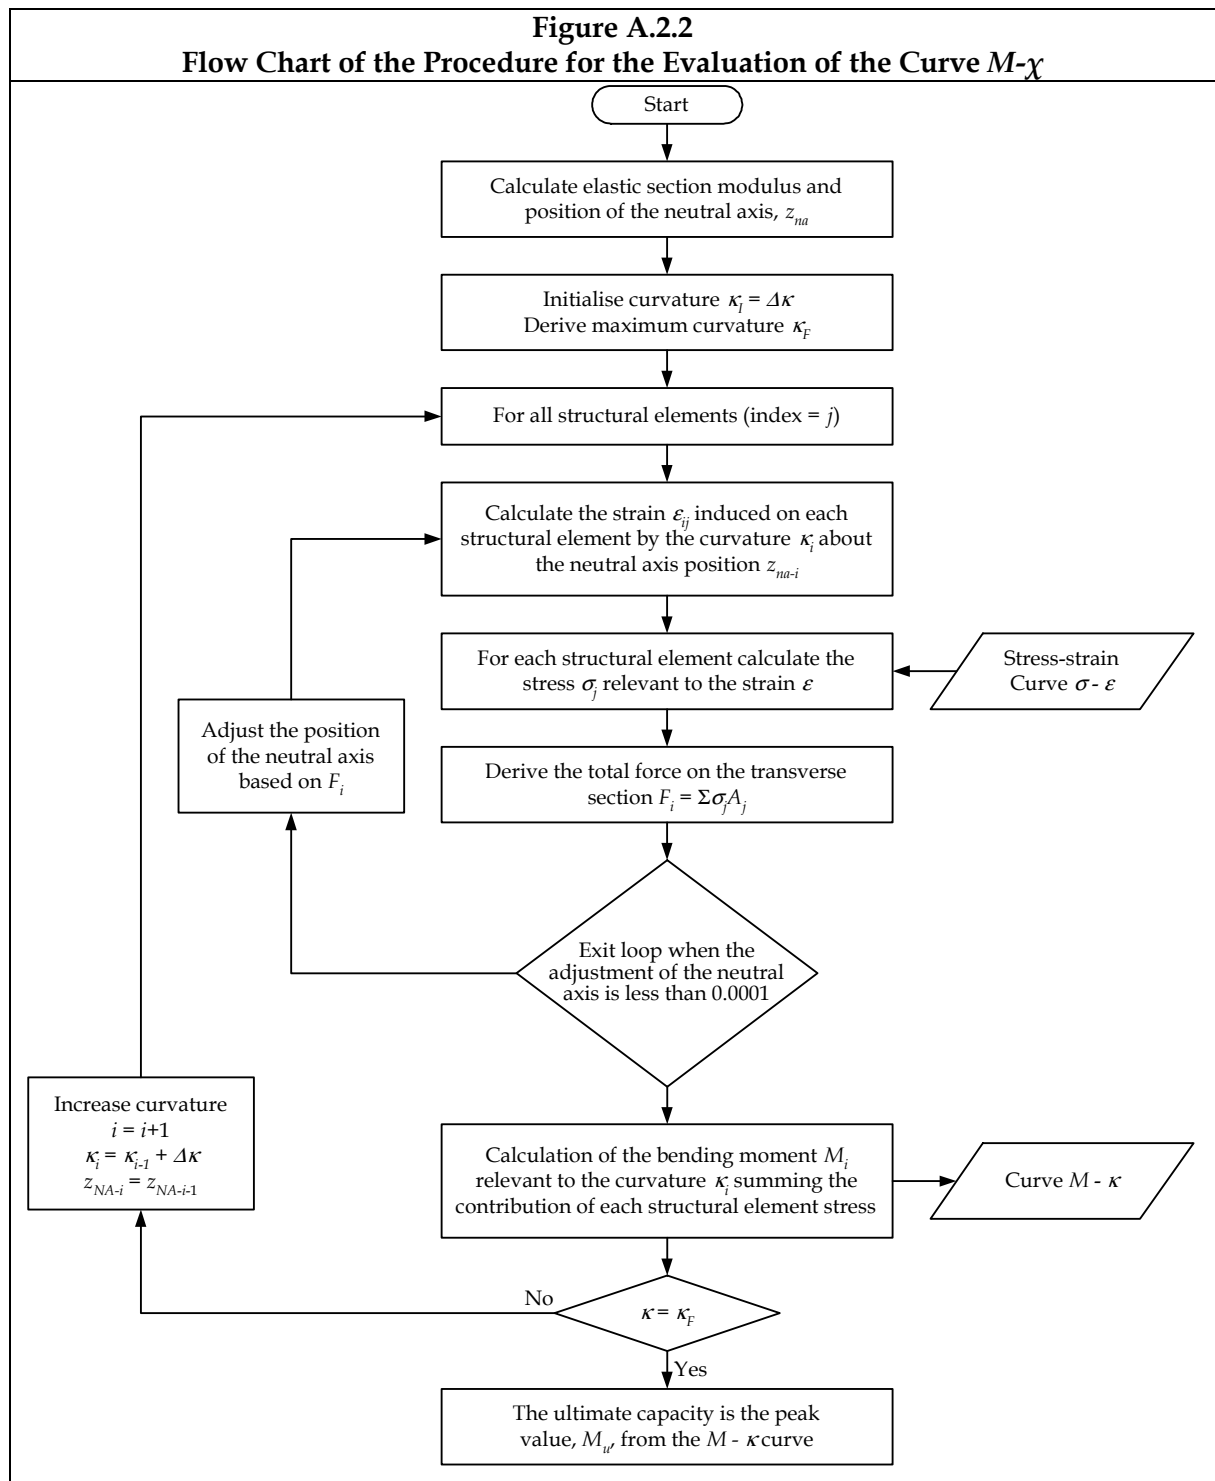 Figure A.2.2
Flow Chart of the Procedure for the Evaluation of the Curve M-χ
Start
Calculate elastic section modulus and
position of the neutral axis, z_na
Initialise curvature κ_I = Δκ
Derive maximum curvature κ_F
For all structural elements (index = j)
Calculate the strain ε_ij induced on each
structural element by the curvature κ_i about
the neutral axis position z_na-i
For each structural element calculate the
stress σ_j relevant to the strain ε
Stress-strain
Curve σ - ε
Adjust the position
of the neutral axis
based on F_i
Derive the total force on the transverse
section F_i = Σσ_jA_j
Exit loop when the
adjustment of the neutral
axis is less than 0.0001
Increase curvature
i = i+1
κ_i = κ_i-1 + Δκ
z_NA-i = z_NA-i-1
Calculation of the bending moment M_i
relevant to the curvature κ_i summing the
contribution of each structural element stress
Curve M - κ
No
κ = κ_F
Yes
The ultimate capacity is the peak
value, M_u, from the M - κ curve